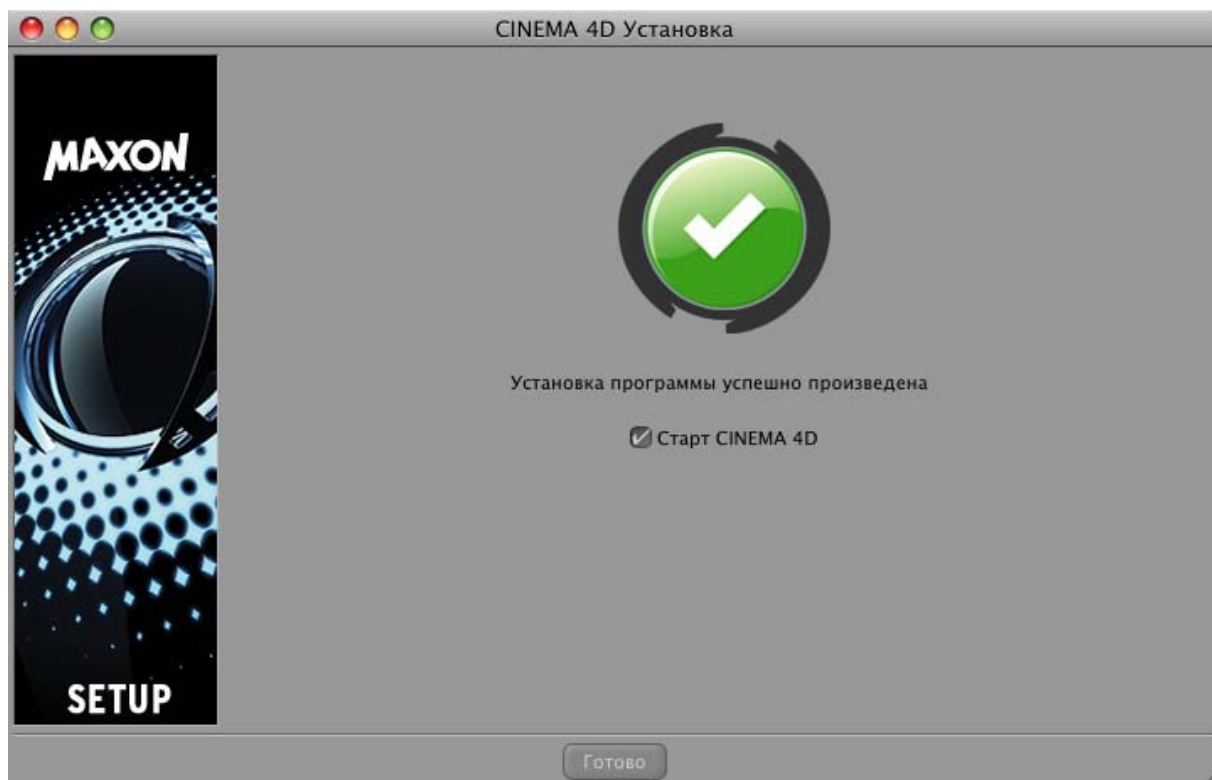 CINEMA 4D Установка
MAXON
Установка программы успешно произведена
Старт CINEMA 4D
SETUP
Готово